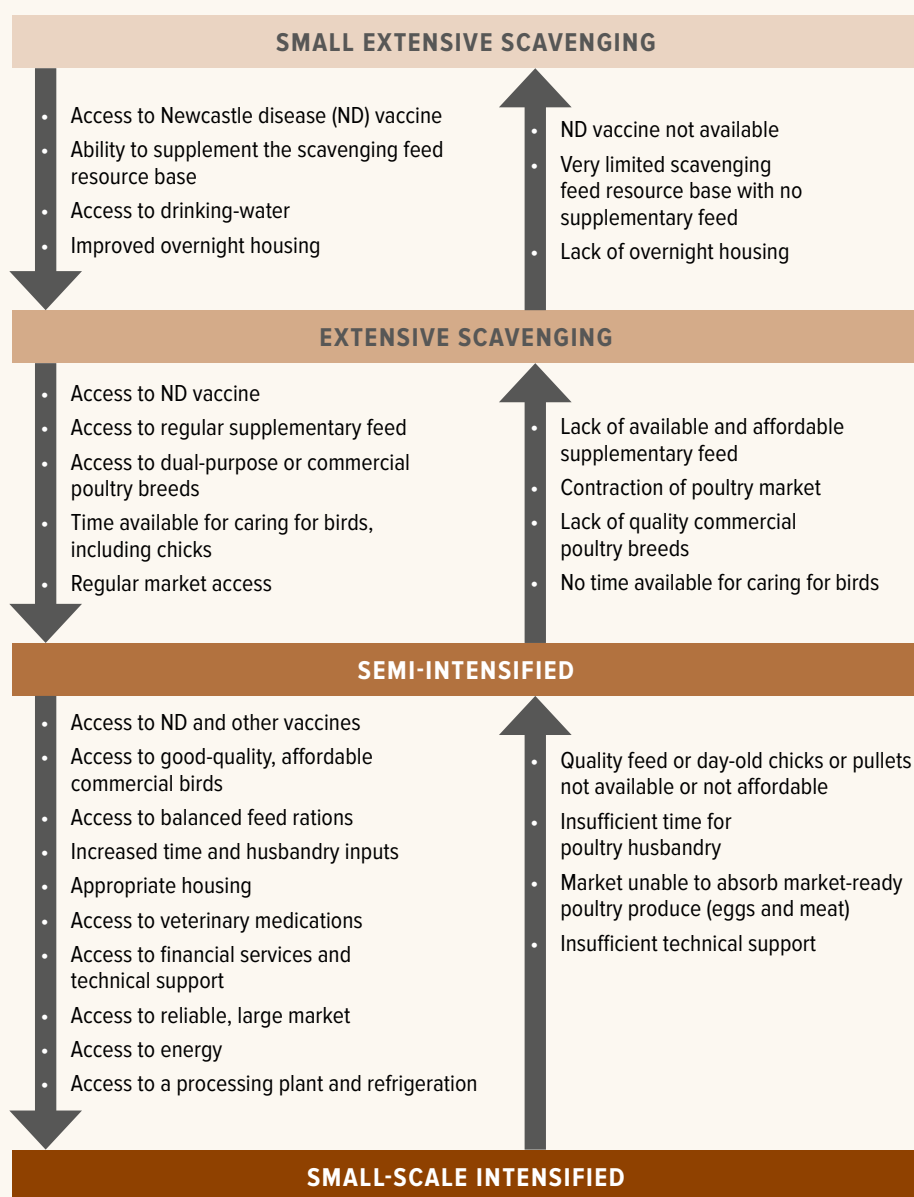 SMALL EXTENSIVE SCAVENGING
• Access to Newcastle disease (ND) vaccine
• Ability to supplement the scavenging feed
resource base
• Access to drinking-water
• Improved overnight housing
• ND vaccine not available
• Very limited scavenging
feed resource base with no
supplementary feed
• Lack of overnight housing
EXTENSIVE SCAVENGING
• Access to ND vaccine
• Access to regular supplementary feed
• Access to dual-purpose or commercial
poultry breeds
• Time available for caring for birds,
including chicks
• Regular market access
• Lack of available and affordable
supplementary feed
• Contraction of poultry market
• Lack of quality commercial
poultry breeds
• No time available for caring for birds
SEMI-INTENSIFIED
• Access to ND and other vaccines
• Access to good-quality, affordable
commercial birds
• Access to balanced feed rations
• Increased time and husbandry inputs
• Appropriate housing
• Access to veterinary medications
• Access to financial services and
technical support
• Access to reliable, large market
• Access to energy
• Access to a processing plant and refrigeration
• Quality feed or day-old chicks or pullets
not available or not affordable
• Insufficient time for
poultry husbandry
• Market unable to absorb market-ready
poultry produce (eggs and meat)
• Insufficient technical support
SMALL-SCALE INTENSIFIED